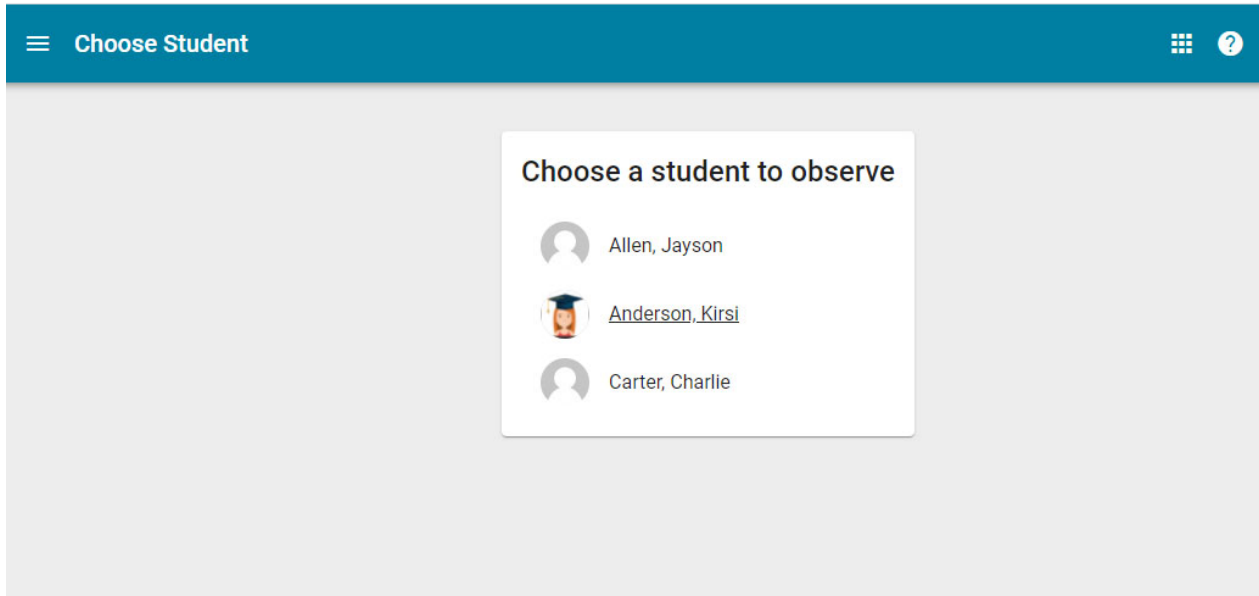 Choose Student
Choose a student to observe
Allen, Jayson
Anderson, Kirsi
Carter, Charlie